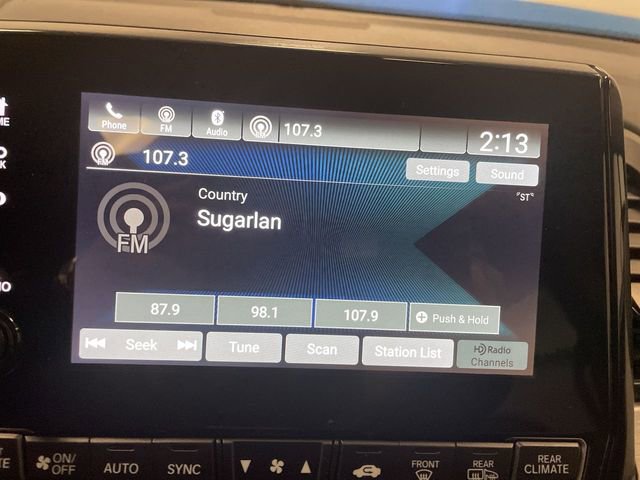 Phone
FM
Audio
107.3
2:13
FM
107.3
Settings
Sound
Country
"ST"
Sugarlan
FM
87.9
98.1
107.9
Push & Hold
Seek
Tune
Scan
Station List
HD Radio
Channels
ON/
OFF
AUTO
SYNC
FRONT
REAR
REAR
CLIMATE